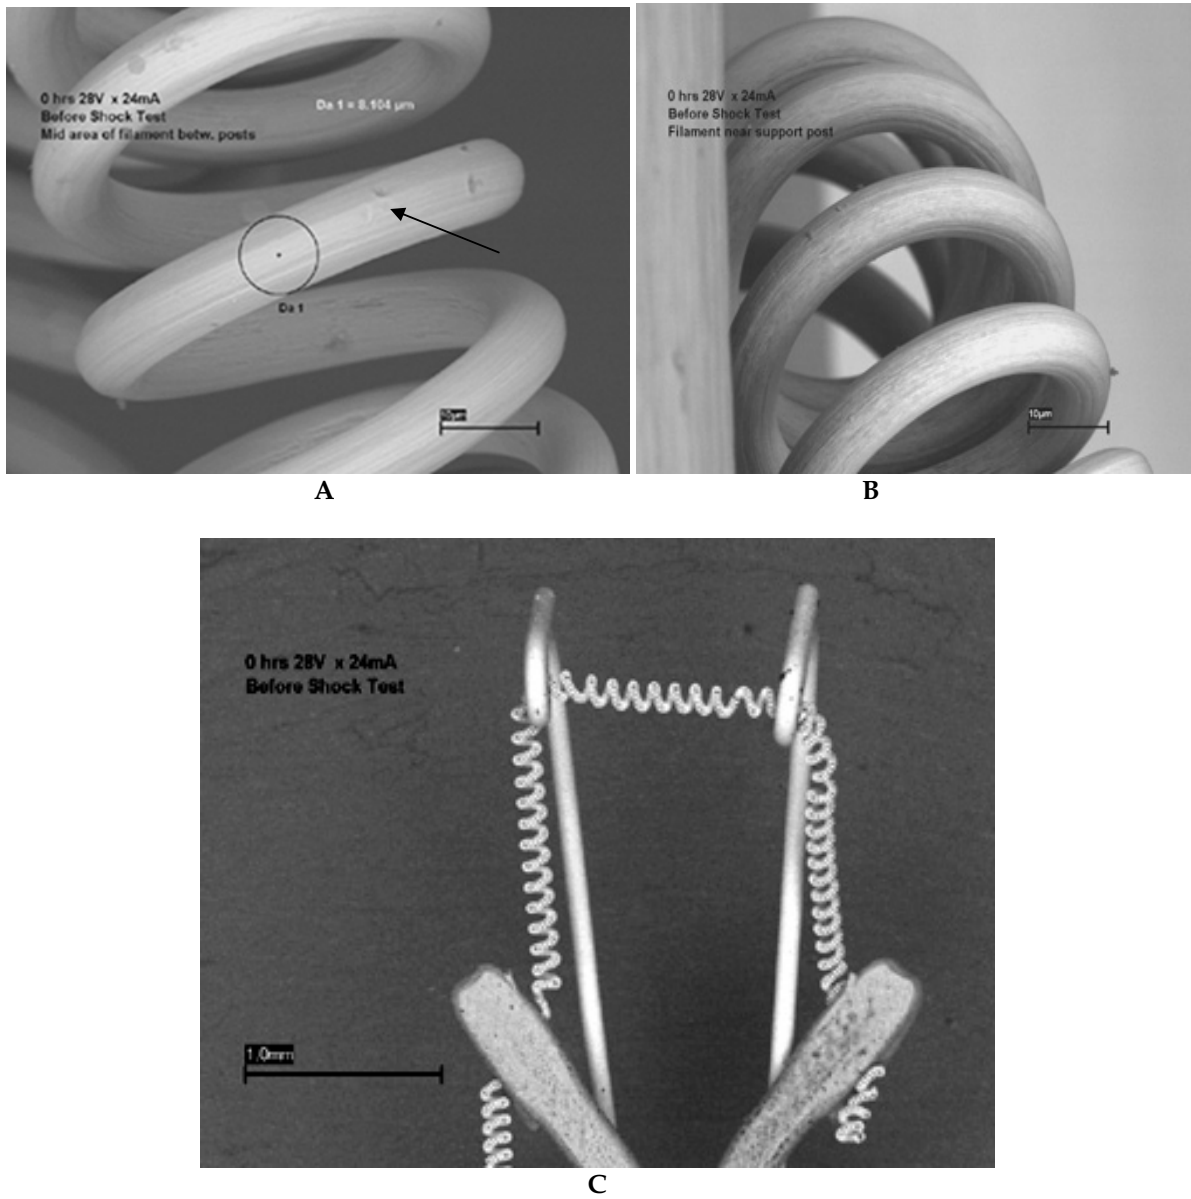 0 hrs 28V x 24mA
Before Shock Test
Mid area of filament betw. posts
Da 1 = 8.104 µm
Da 1
10µm
A
0 hrs 28V x 24mA
Before Shock Test
Filament near support post
10µm
B
0 hrs 28V x 24mA
Before Shock Test
1.0mm
C